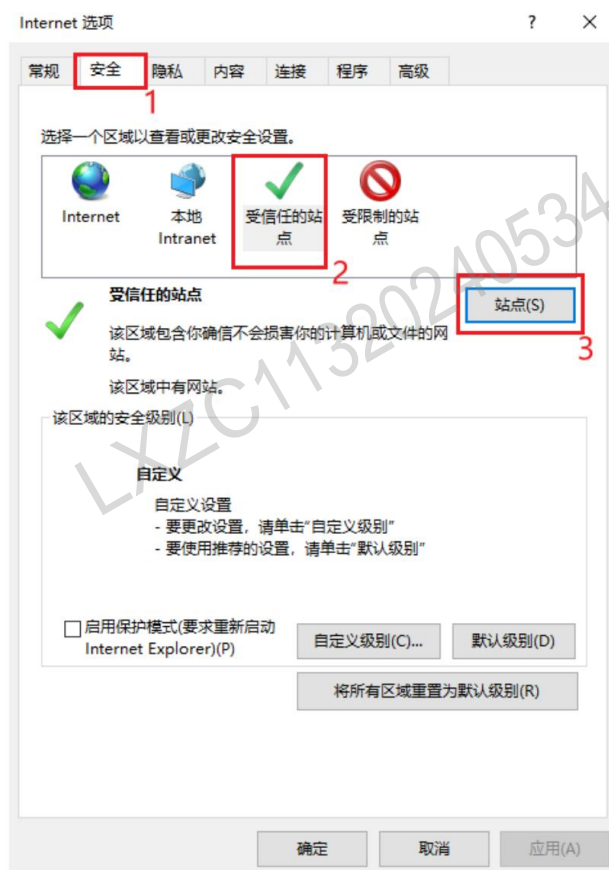 Internet 选项
?
×
常规 安全 隐私 内容 连接 程序 高级
1
选择一个区域以查看或更改安全设置。
Internet
本地
Intranet
受信任的站
点
受限制的站
点
2
受信任的站点
站点(S)
3
该区域包含你确信不会损害你的计算机或文件的网
站。
该区域中有网站。
该区域的安全级别(L)
自定义
自定义设置
- 要更改设置，请单击“自定义级别”
- 要使用推荐的设置，请单击“默认级别”
启用保护模式(要求重新启动
Internet Explorer)(P)
自定义级别(C)...
默认级别(D)
将所有区域重置为默认级别(R)
确定
取消
应用(A)
LXZC11320240534